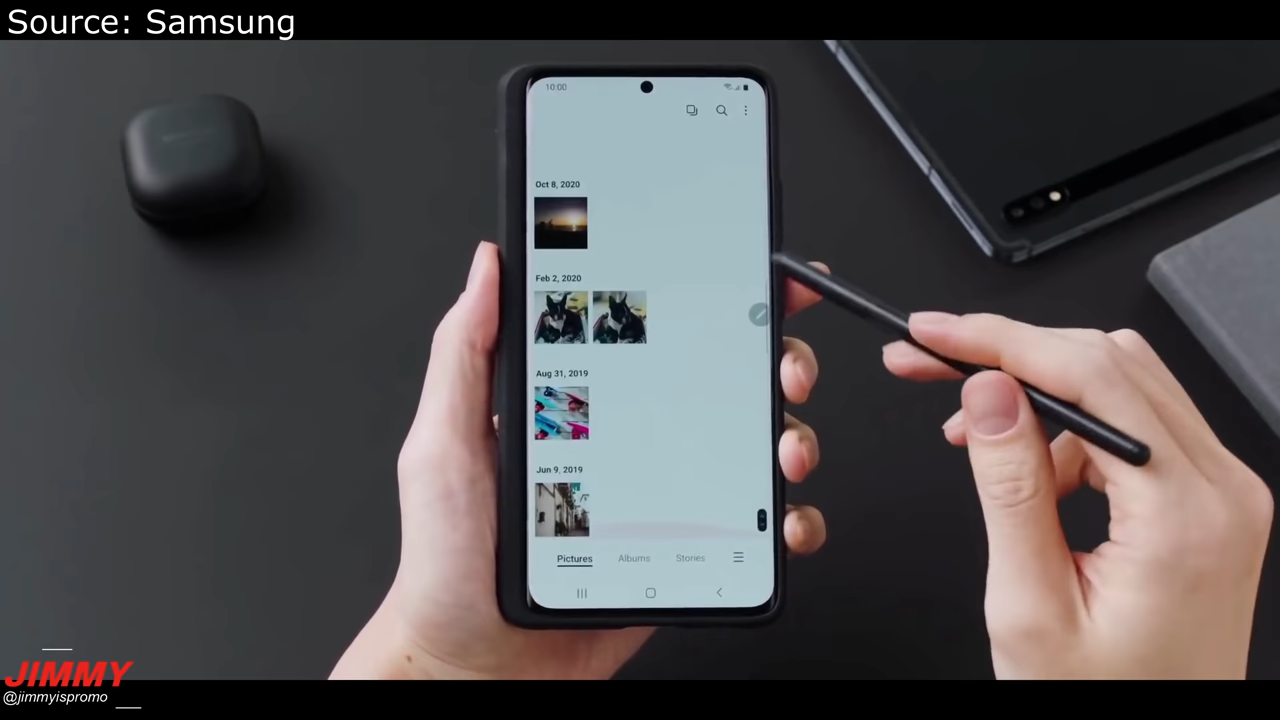 Source: Samsung
10:00
Oct 8, 2020
Feb 2, 2020
Aug 31, 2019
Jun 9, 2019
Pictures Albums Stories
JIMMY
@jimmyispromo